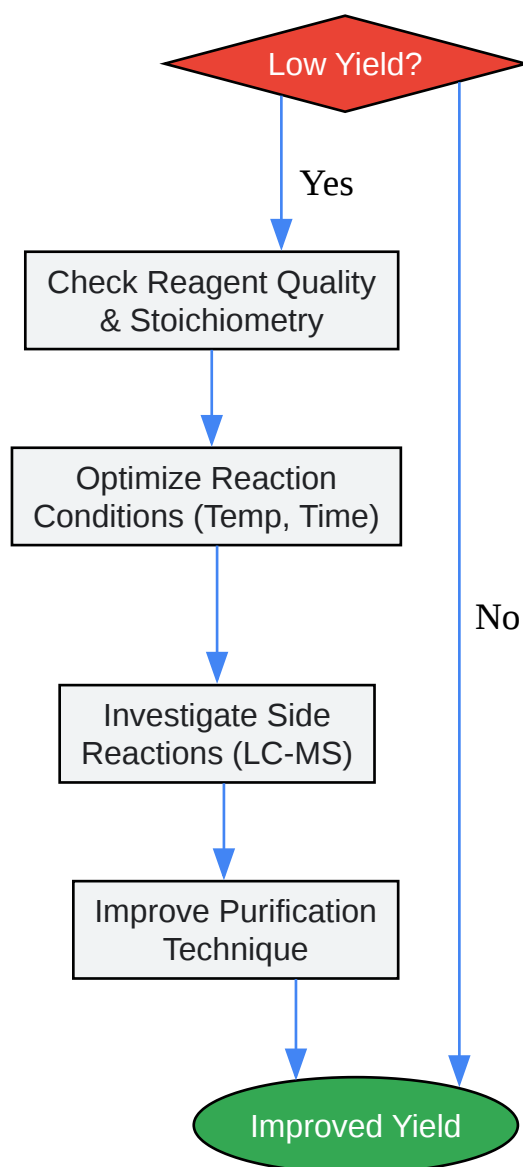 Low Yield?
Yes
Check Reagent Quality
& Stoichiometry
Optimize Reaction
Conditions (Temp, Time)
No
Investigate Side
Reactions (LC-MS)
Improve Purification
Technique
Improved Yield